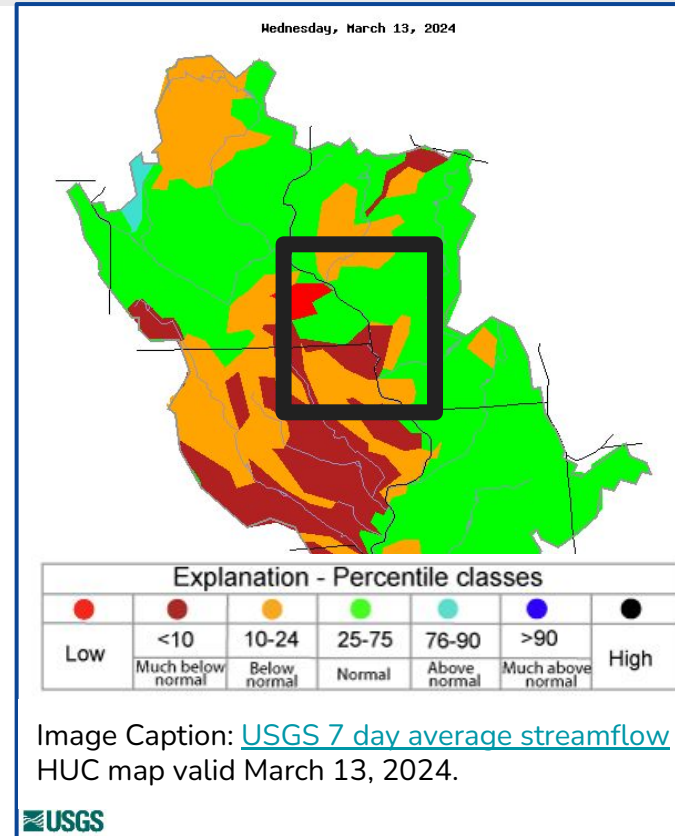 Wednesday, March 13, 2024
Explanation - Percentile classes
Low
<10
10-24
25-75
76-90
>90
High
Much below normal
Below normal
Normal
Above normal
Much above normal
Image Caption: USGS 7 day average streamflow
HUC map valid March 13, 2024.
USGS